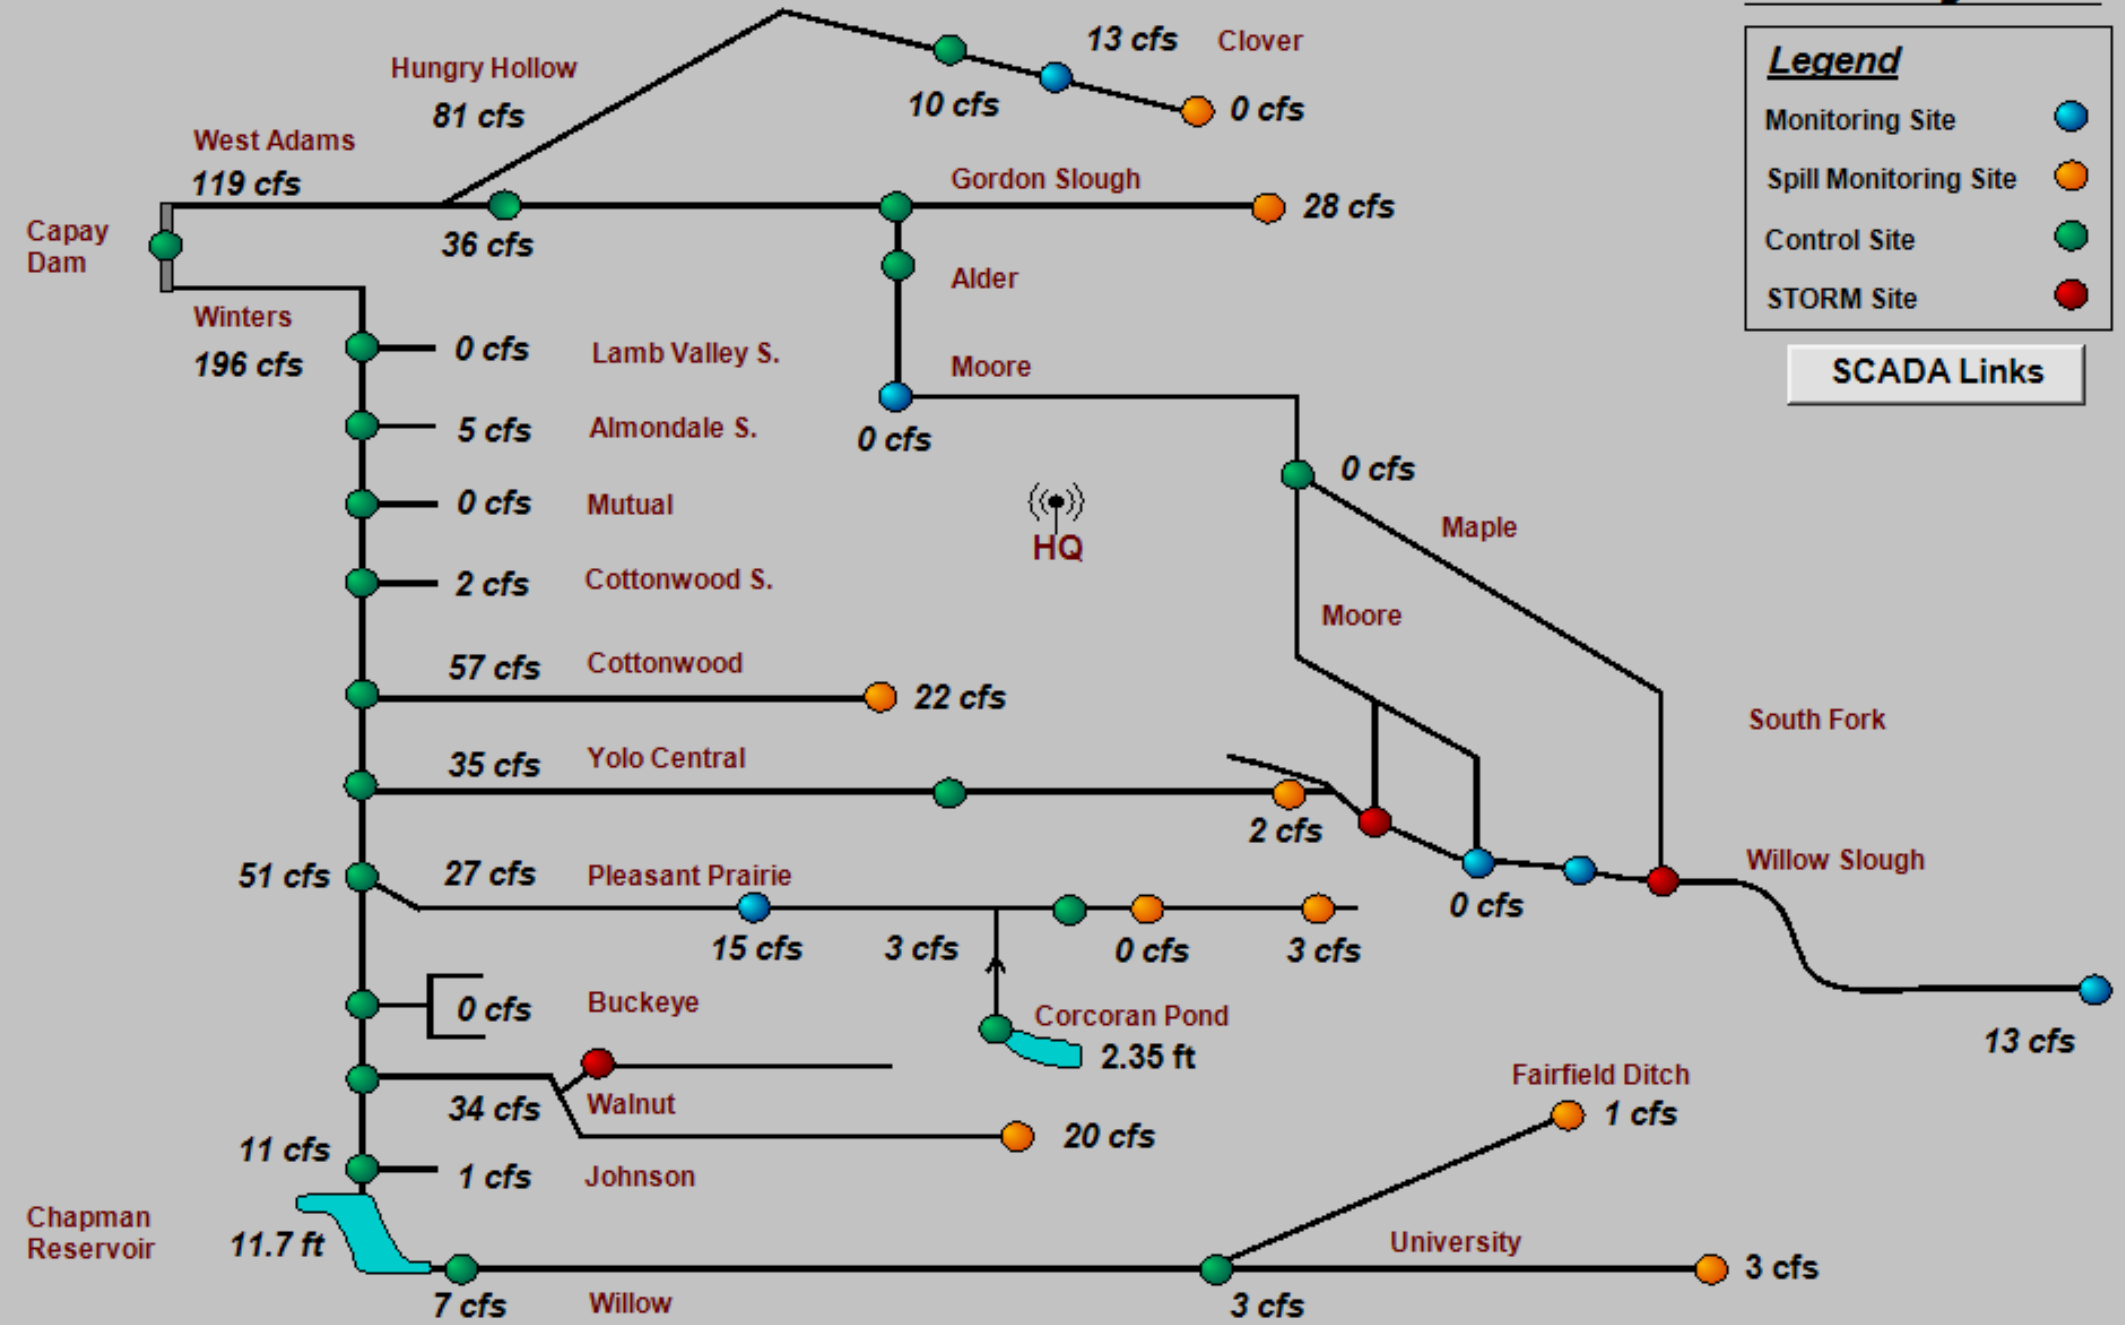 Hungry Hollow
81 cfs
13 cfs
Clover
10 cfs
0 cfs
West Adams
119 cfs
Gordon Slough
28 cfs
36 cfs
Capay
Dam
Alder
Winters
196 cfs
0 cfs
Lamb Valley S.
Moore
5 cfs
Almondale S.
0 cfs
0 cfs
0 cfs
Mutual
HQ
Maple
2 cfs
Cottonwood S.
Moore
57 cfs
Cottonwood
22 cfs
South Fork
35 cfs
Yolo Central
2 cfs
Willow Slough
51 cfs
27 cfs
Pleasant Prairie
0 cfs
15 cfs
3 cfs
0 cfs
3 cfs
0 cfs
Buckeye
Corcoran Pond
2.35 ft
13 cfs
Fairfield Ditch
1 cfs
34 cfs
Walnut
20 cfs
11 cfs
1 cfs
Johnson
Chapman
Reservoir
11.7 ft
University
3 cfs
7 cfs
Willow
3 cfs
Legend
Monitoring Site
Spill Monitoring Site
Control Site
STORM Site
SCADA Links